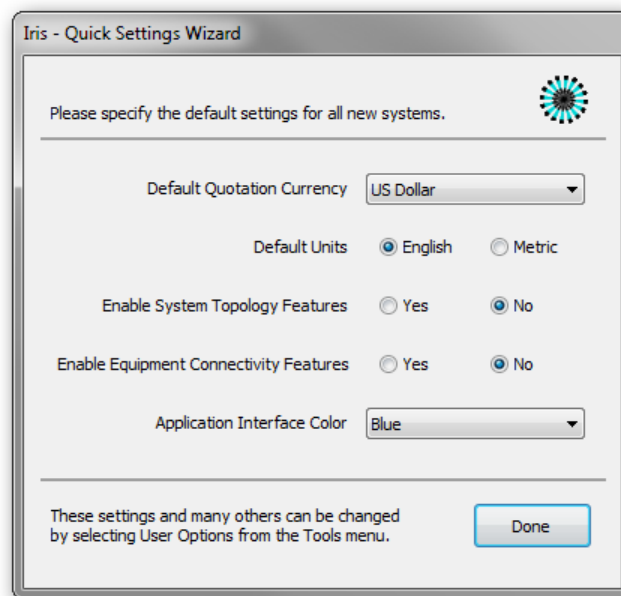 Iris - Quick Settings Wizard
Please specify the default settings for all new systems.
Default Quotation Currency US Dollar
Default Units English Metric
Enable System Topology Features Yes No
Enable Equipment Connectivity Features Yes No
Application Interface Color Blue
These settings and many others can be changed
by selecting User Options from the Tools menu.
Done